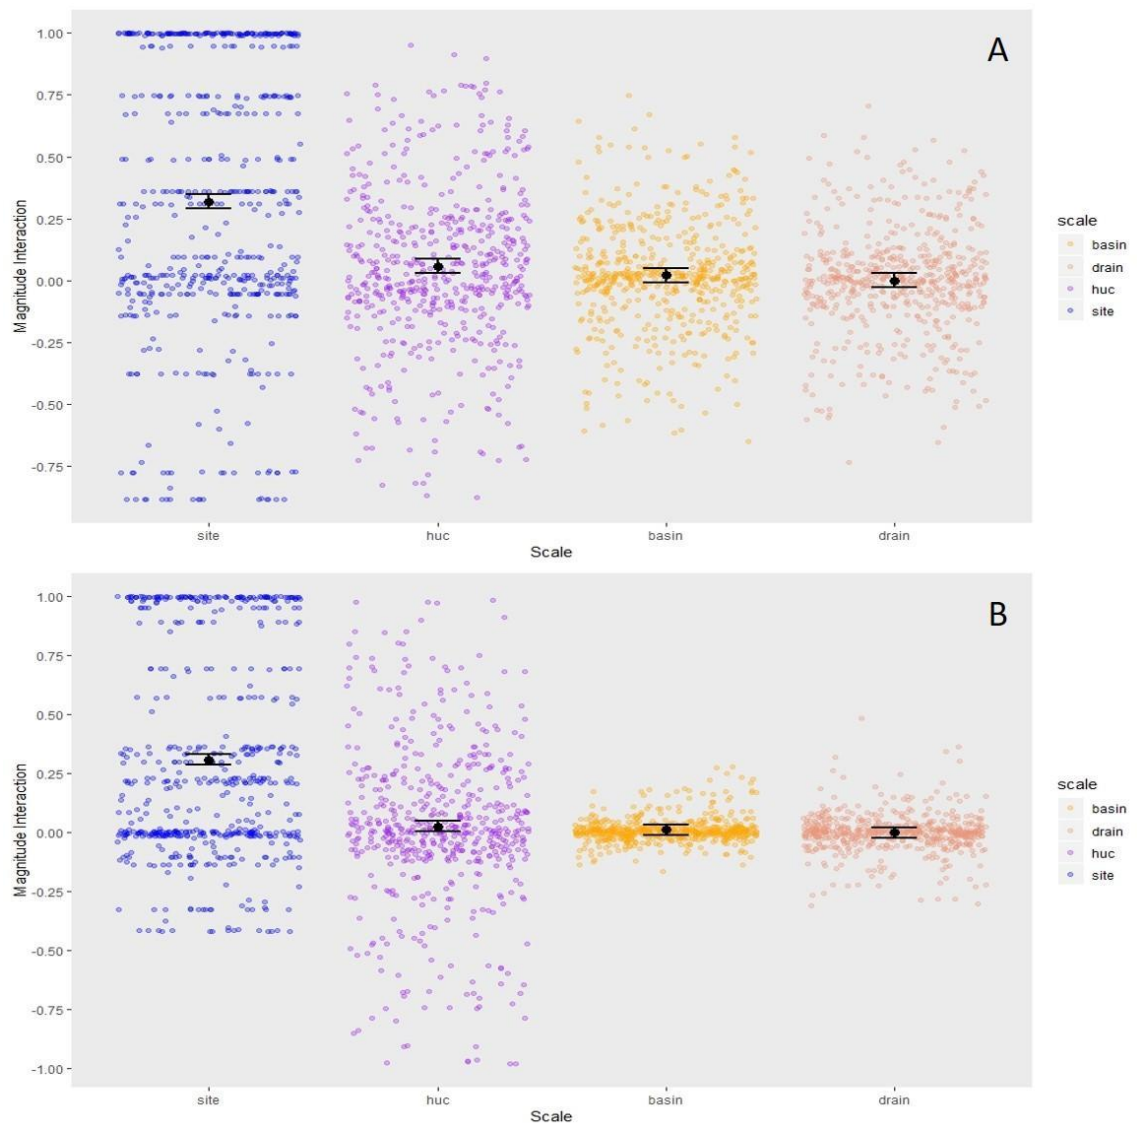 A
1.00
0.75
0.50
0.25
0.00
-0.25
-0.50
-0.75
Magnitude Interaction
site huc basin drain
Scale
scale
basin
drain
huc
site
B
1.00
0.75
0.50
0.25
0.00
-0.25
-0.50
-0.75
-1.00
Magnitude Interaction
site huc basin drain
Scale
scale
basin
drain
huc
site